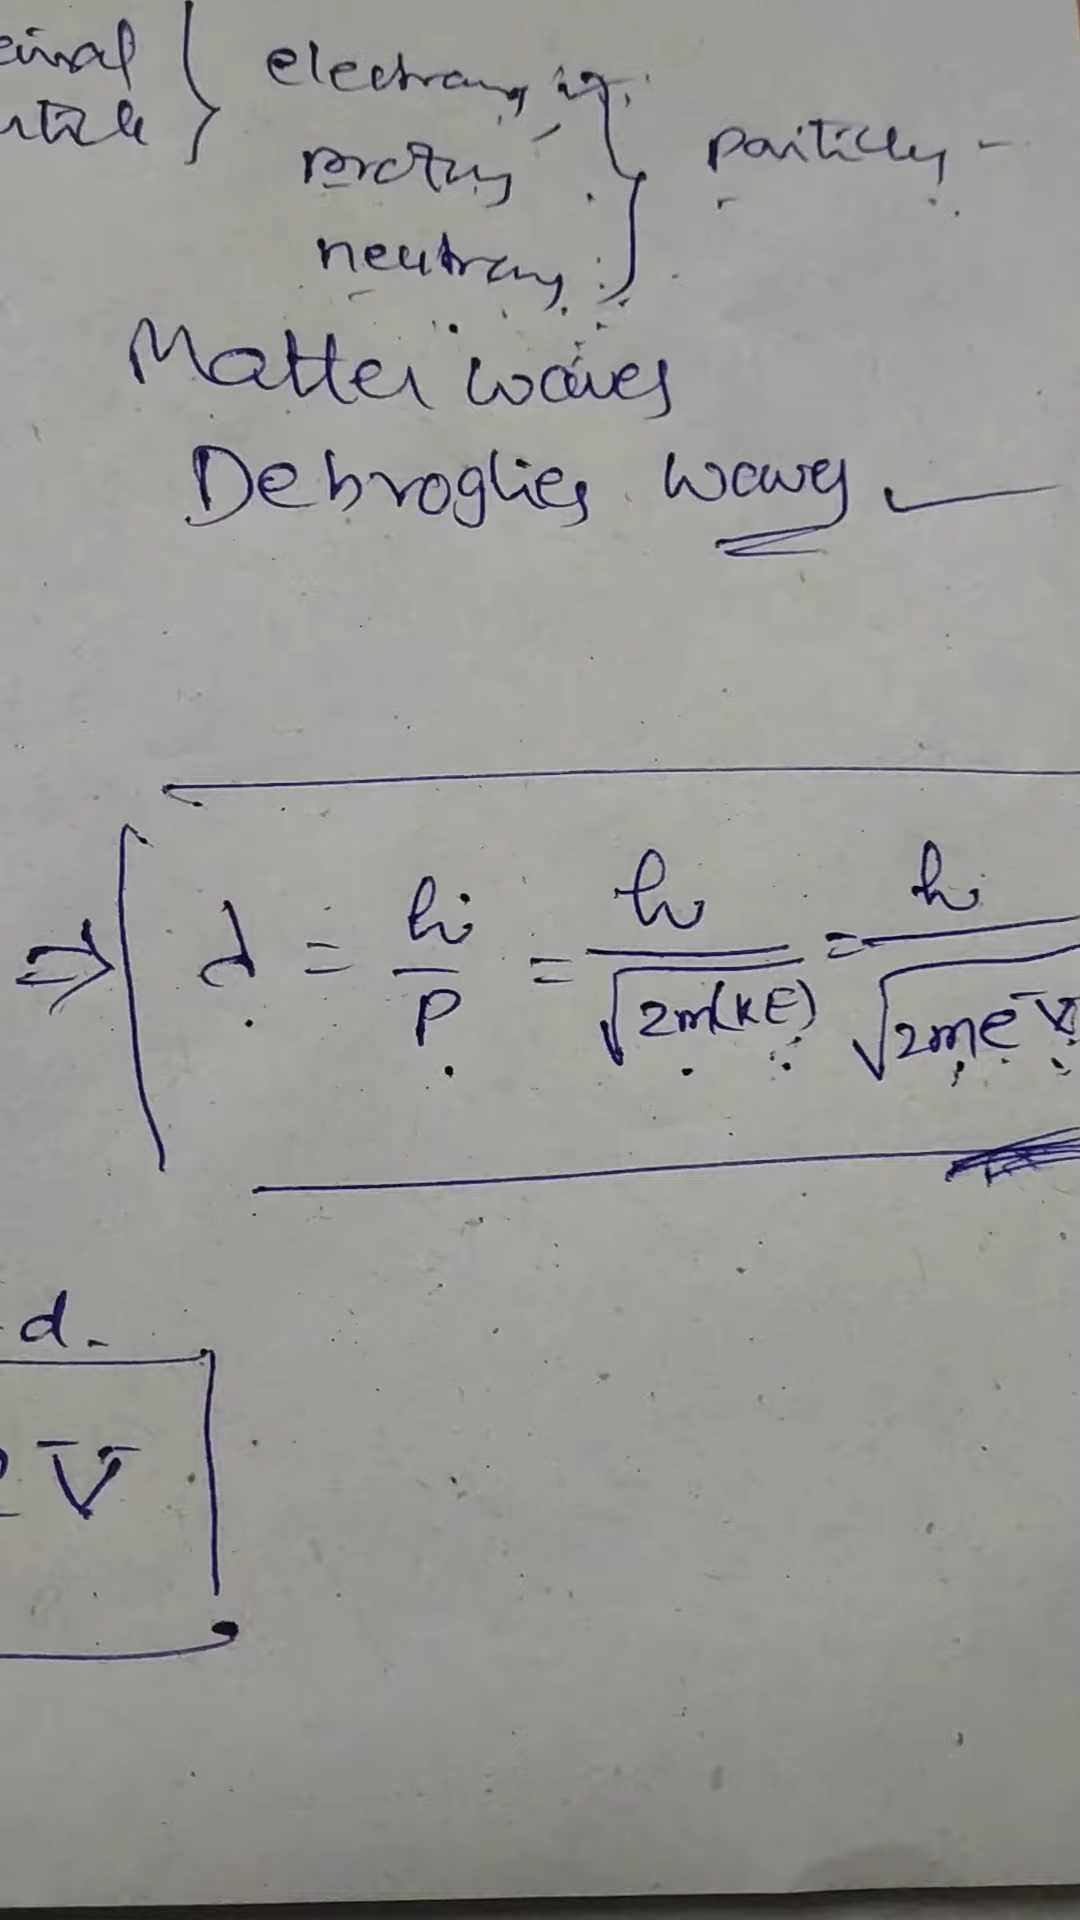 electrons
protons
neutrons
particles -
Matter waves
Debroglies waves
⇒ λ = h/P = h/√2m(KE) = h/√2meV
d.
V